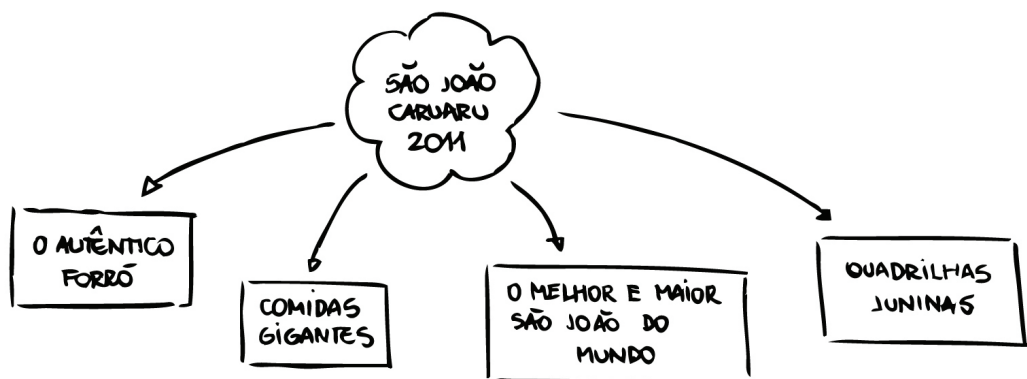 SÃO JOÃO
CARUARU
2011
O AUTÊNTICO
FORRÓ
COMIDAS
GIGANTES
O MELHOR E MAIOR
SÃO JOÃO DO
MUNDO
QUADRILHAS
JUNINAS